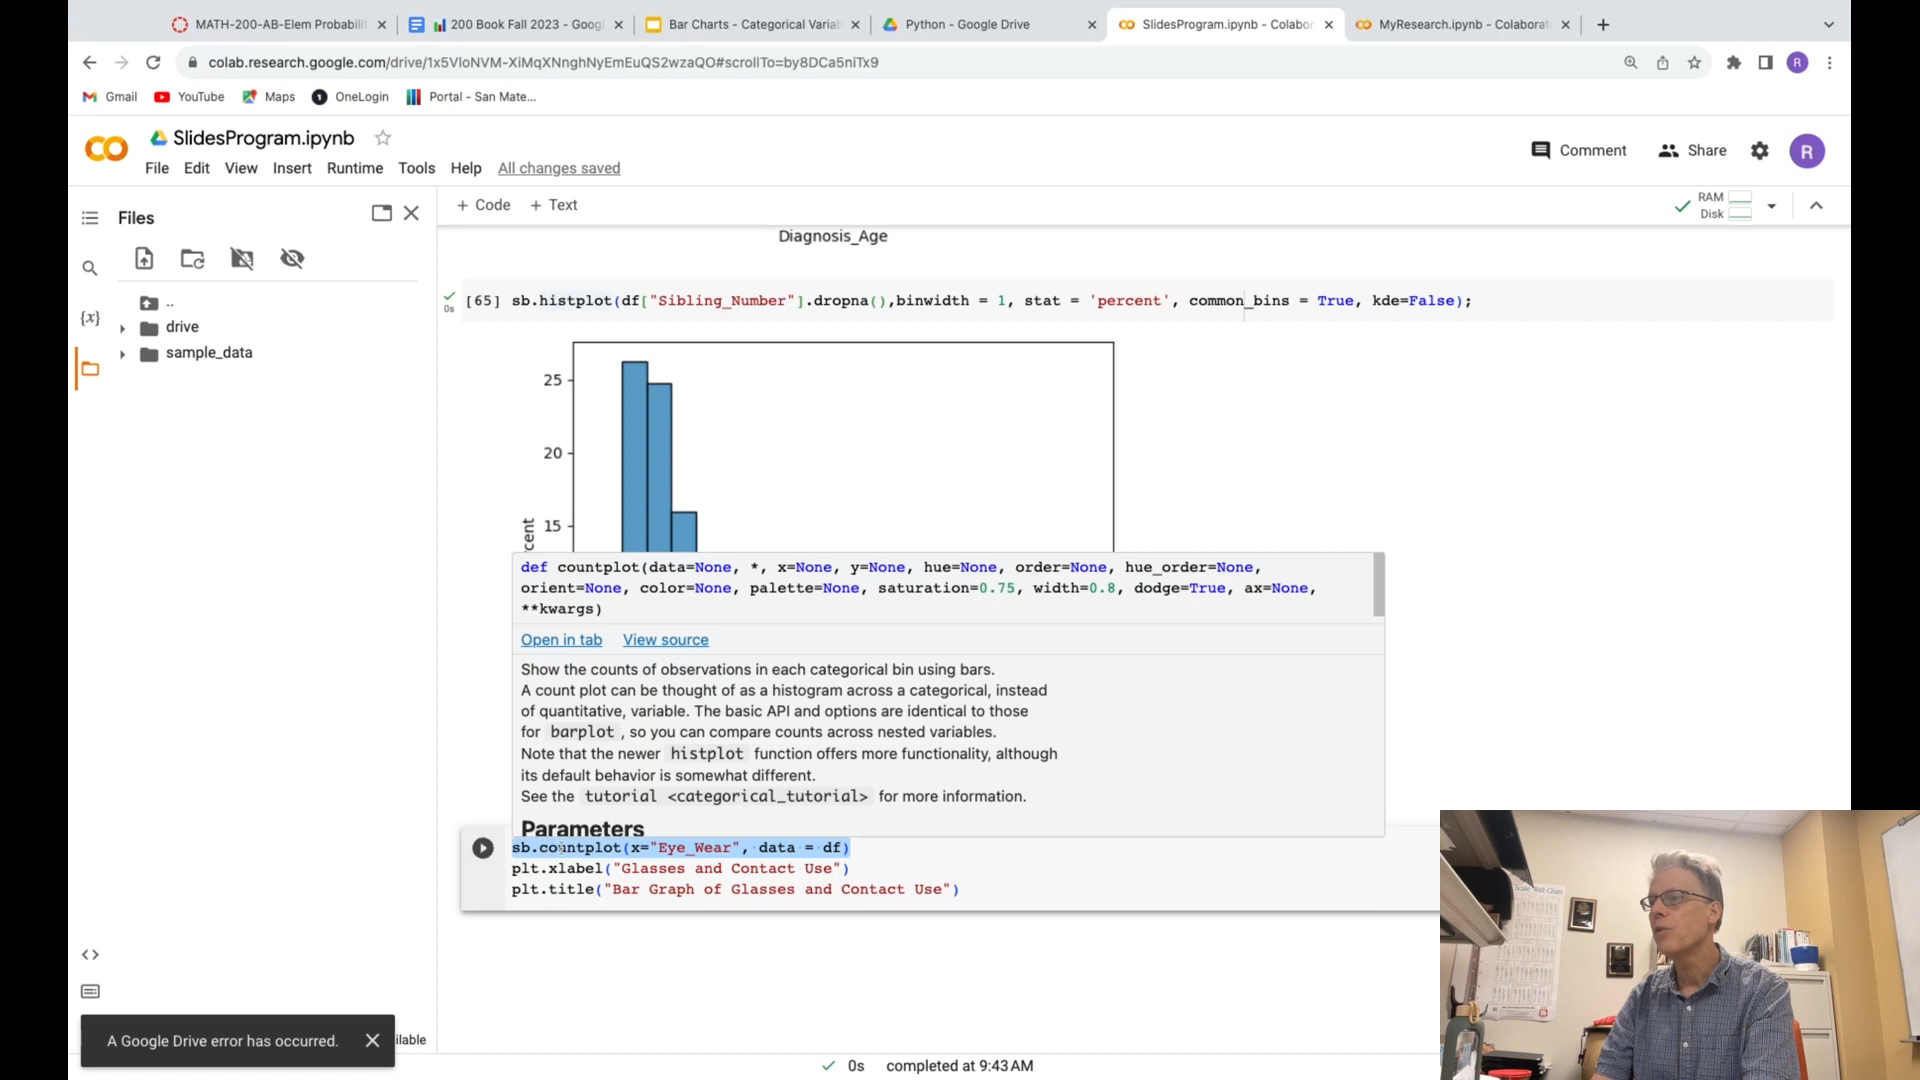 MATH-200-AB-Elem Probabilit
200 Book Fall 2023 - Goog
Bar Charts - Categorical Varia
Python - Google Drive
SlidesProgram.ipynb - Colabor
MyResearch.ipynb - Colaborat
colab.research.google.com/drive/1x5VIoNVM-XiMqXNnghNyEmEuQS2wzaQO#scrollTo=by8DCa5niTx9
R
Gmail YouTube Maps OneLogin Portal - San Mate...
SlidesProgram.ipynb
File Edit View Insert Runtime Tools Help All changes saved
Comment Share R
Files
+ Code + Text
RAM
Disk
..
drive
sample_data
{x}
Diagnosis_Age
0s
[65] sb.histplot(df["Sibling_Number"].dropna(),binwidth = 1, stat = 'percent', common_bins = True, kde=False);
25
20
15
cent
def countplot(data=None, *, x=None, y=None, hue=None, order=None, hue_order=None,
orient=None, color=None, palette=None, saturation=0.75, width=0.8, dodge=True, ax=None,
**kwargs)
Open in tab View source
Show the counts of observations in each categorical bin using bars.
A count plot can be thought of as a histogram across a categorical, instead
of quantitative, variable. The basic API and options are identical to those
for barplot , so you can compare counts across nested variables.
Note that the newer histplot function offers more functionality, although
its default behavior is somewhat different.
See the tutorial <categorical_tutorial> for more information.
Parameters
sb.countplot(x="Eye_Wear", data = df)
plt.xlabel("Glasses and Contact Use")
plt.title("Bar Graph of Glasses and Contact Use")
A Google Drive error has occurred.
ilable
0s completed at 9:43 AM